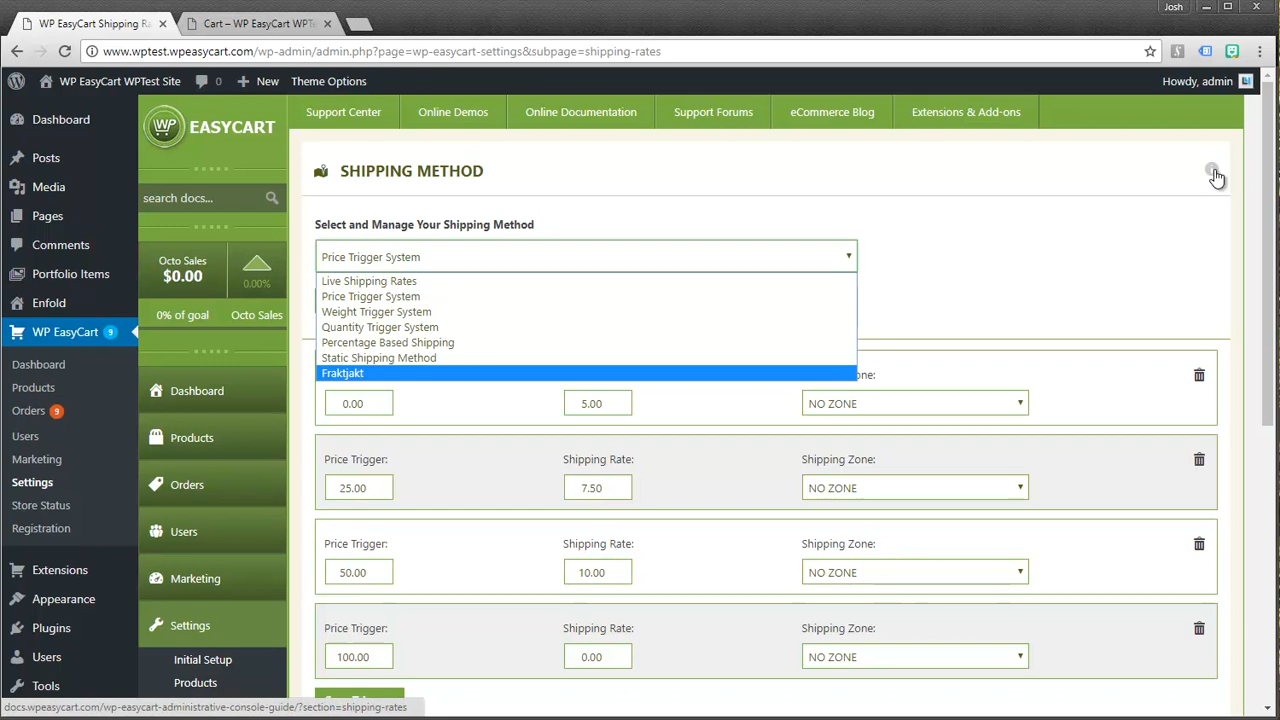 Josh
WP EasyCart Shipping Ra
Cart – WP EasyCart WPTe
www.wptest.wpeasycart.com/wp-admin/admin.php?page=wp-easycart-settings&subpage=shipping-rates
WP EasyCart WPTest Site
0
New
Theme Options
Howdy, admin
Dashboard
Posts
Media
Pages
Comments
Portfolio Items
Enfold
WP EasyCart 9
Dashboard
Products
Orders 9
Users
Marketing
Settings
Store Status
Registration
Extensions
Appearance
Plugins
Users
Tools
WP EASYCART
search docs...
Octo Sales
$0.00
0.00%
0% of goal
Octo Sales
Dashboard
Products
Orders
Users
Marketing
Settings
Initial Setup
Products
Support Center
Online Demos
Online Documentation
Support Forums
eCommerce Blog
Extensions & Add-ons
SHIPPING METHOD
Select and Manage Your Shipping Method
Price Trigger System
Live Shipping Rates
Price Trigger System
Weight Trigger System
Quantity Trigger System
Percentage Based Shipping
Static Shipping Method
Fraktjakt
one:
0.00
5.00
NO ZONE
Price Trigger:
Shipping Rate:
Shipping Zone:
25.00
7.50
NO ZONE
Price Trigger:
Shipping Rate:
Shipping Zone:
50.00
10.00
NO ZONE
Price Trigger:
Shipping Rate:
Shipping Zone:
100.00
0.00
NO ZONE
docs.wpeasycart.com/wp-easycart-administrative-console-guide/?section=shipping-rates